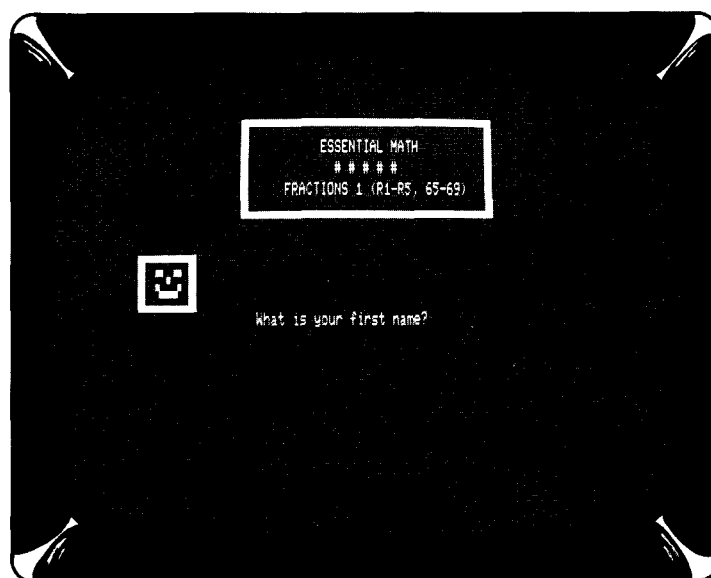 ESSENTIAL MATH
# # # # #
FRACTIONS 1 (R1-R5, 65-69)
What is your first name?